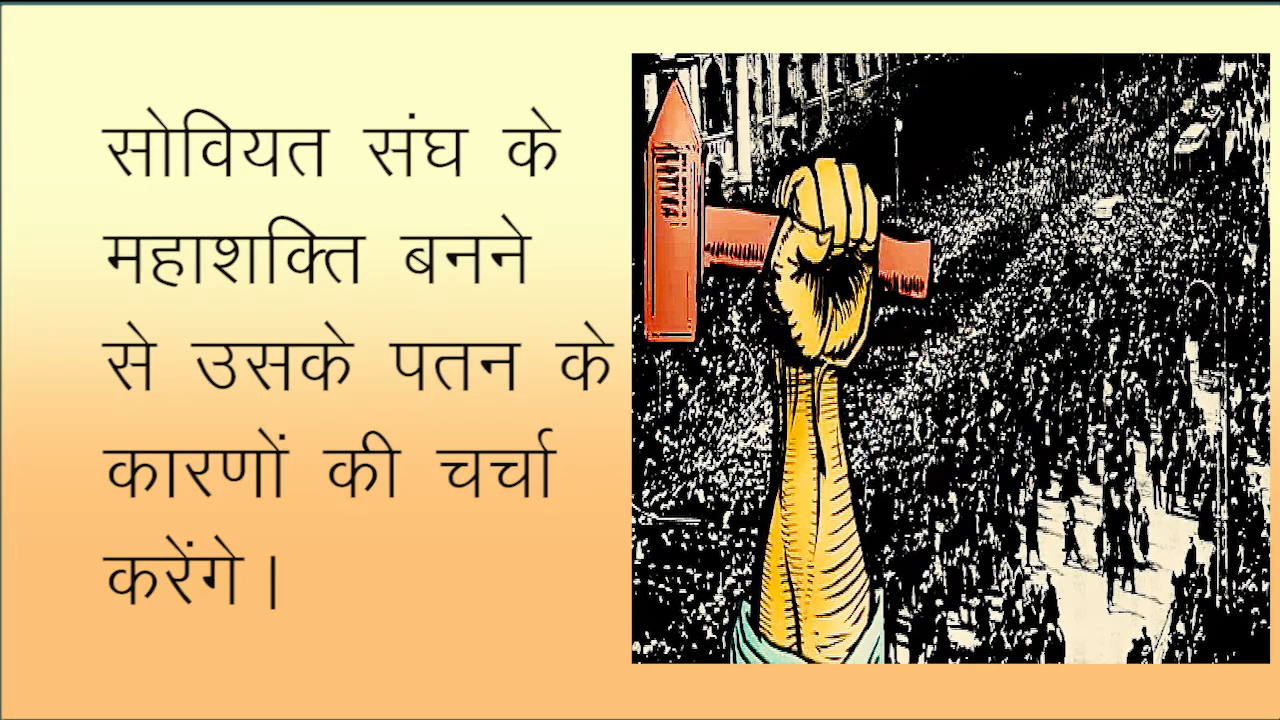 सोवियत संघ के
महाशक्ति बनने
से उसके पतन के
कारणों की चर्चा
करेंगे।